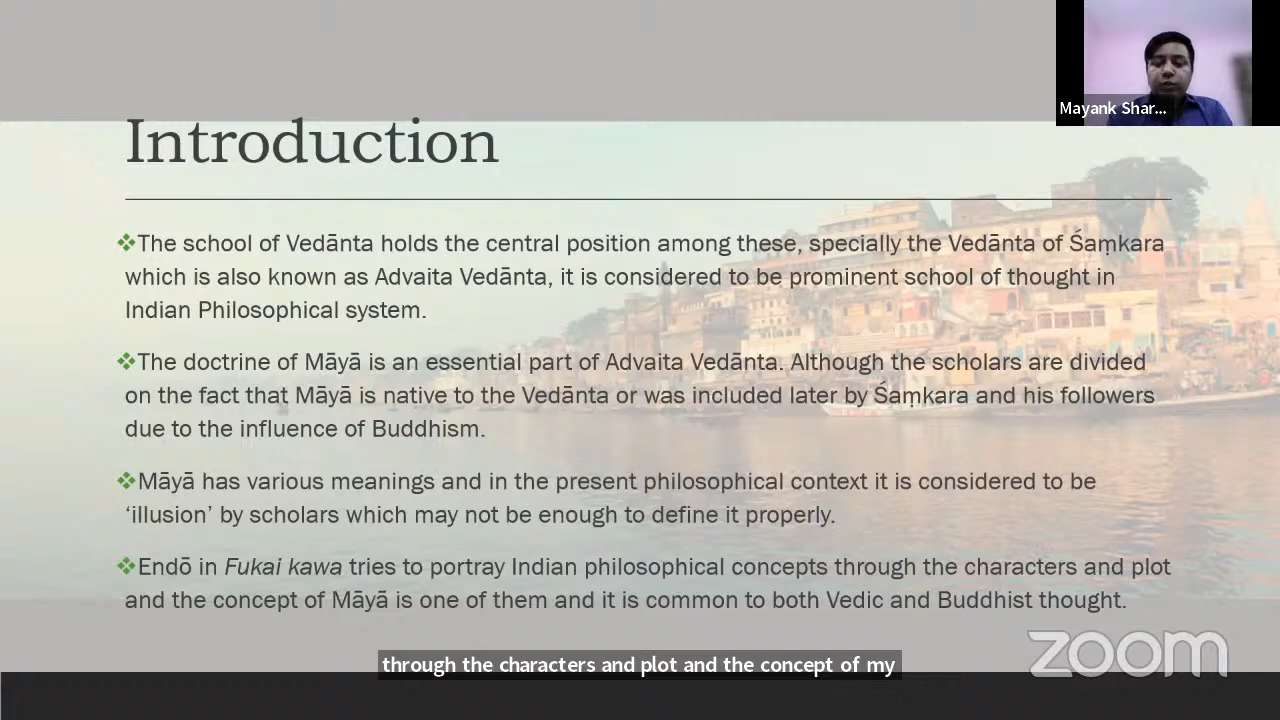 Mayank Shar...
Introduction
❖The school of Vedānta holds the central position among these, specially the Vedānta of Śaṃkara
which is also known as Advaita Vedānta, it is considered to be prominent school of thought in
Indian Philosophical system.
❖The doctrine of Māyā is an essential part of Advaita Vedānta. Although the scholars are divided
on the fact that Māyā is native to the Vedānta or was included later by Śaṃkara and his followers
due to the influence of Buddhism.
❖Māyā has various meanings and in the present philosophical context it is considered to be
‘illusion’ by scholars which may not be enough to define it properly.
❖Endō in Fukai kawa tries to portray Indian philosophical concepts through the characters and plot
and the concept of Māyā is one of them and it is common to both Vedic and Buddhist thought.
through the characters and plot and the concept of my
zoom